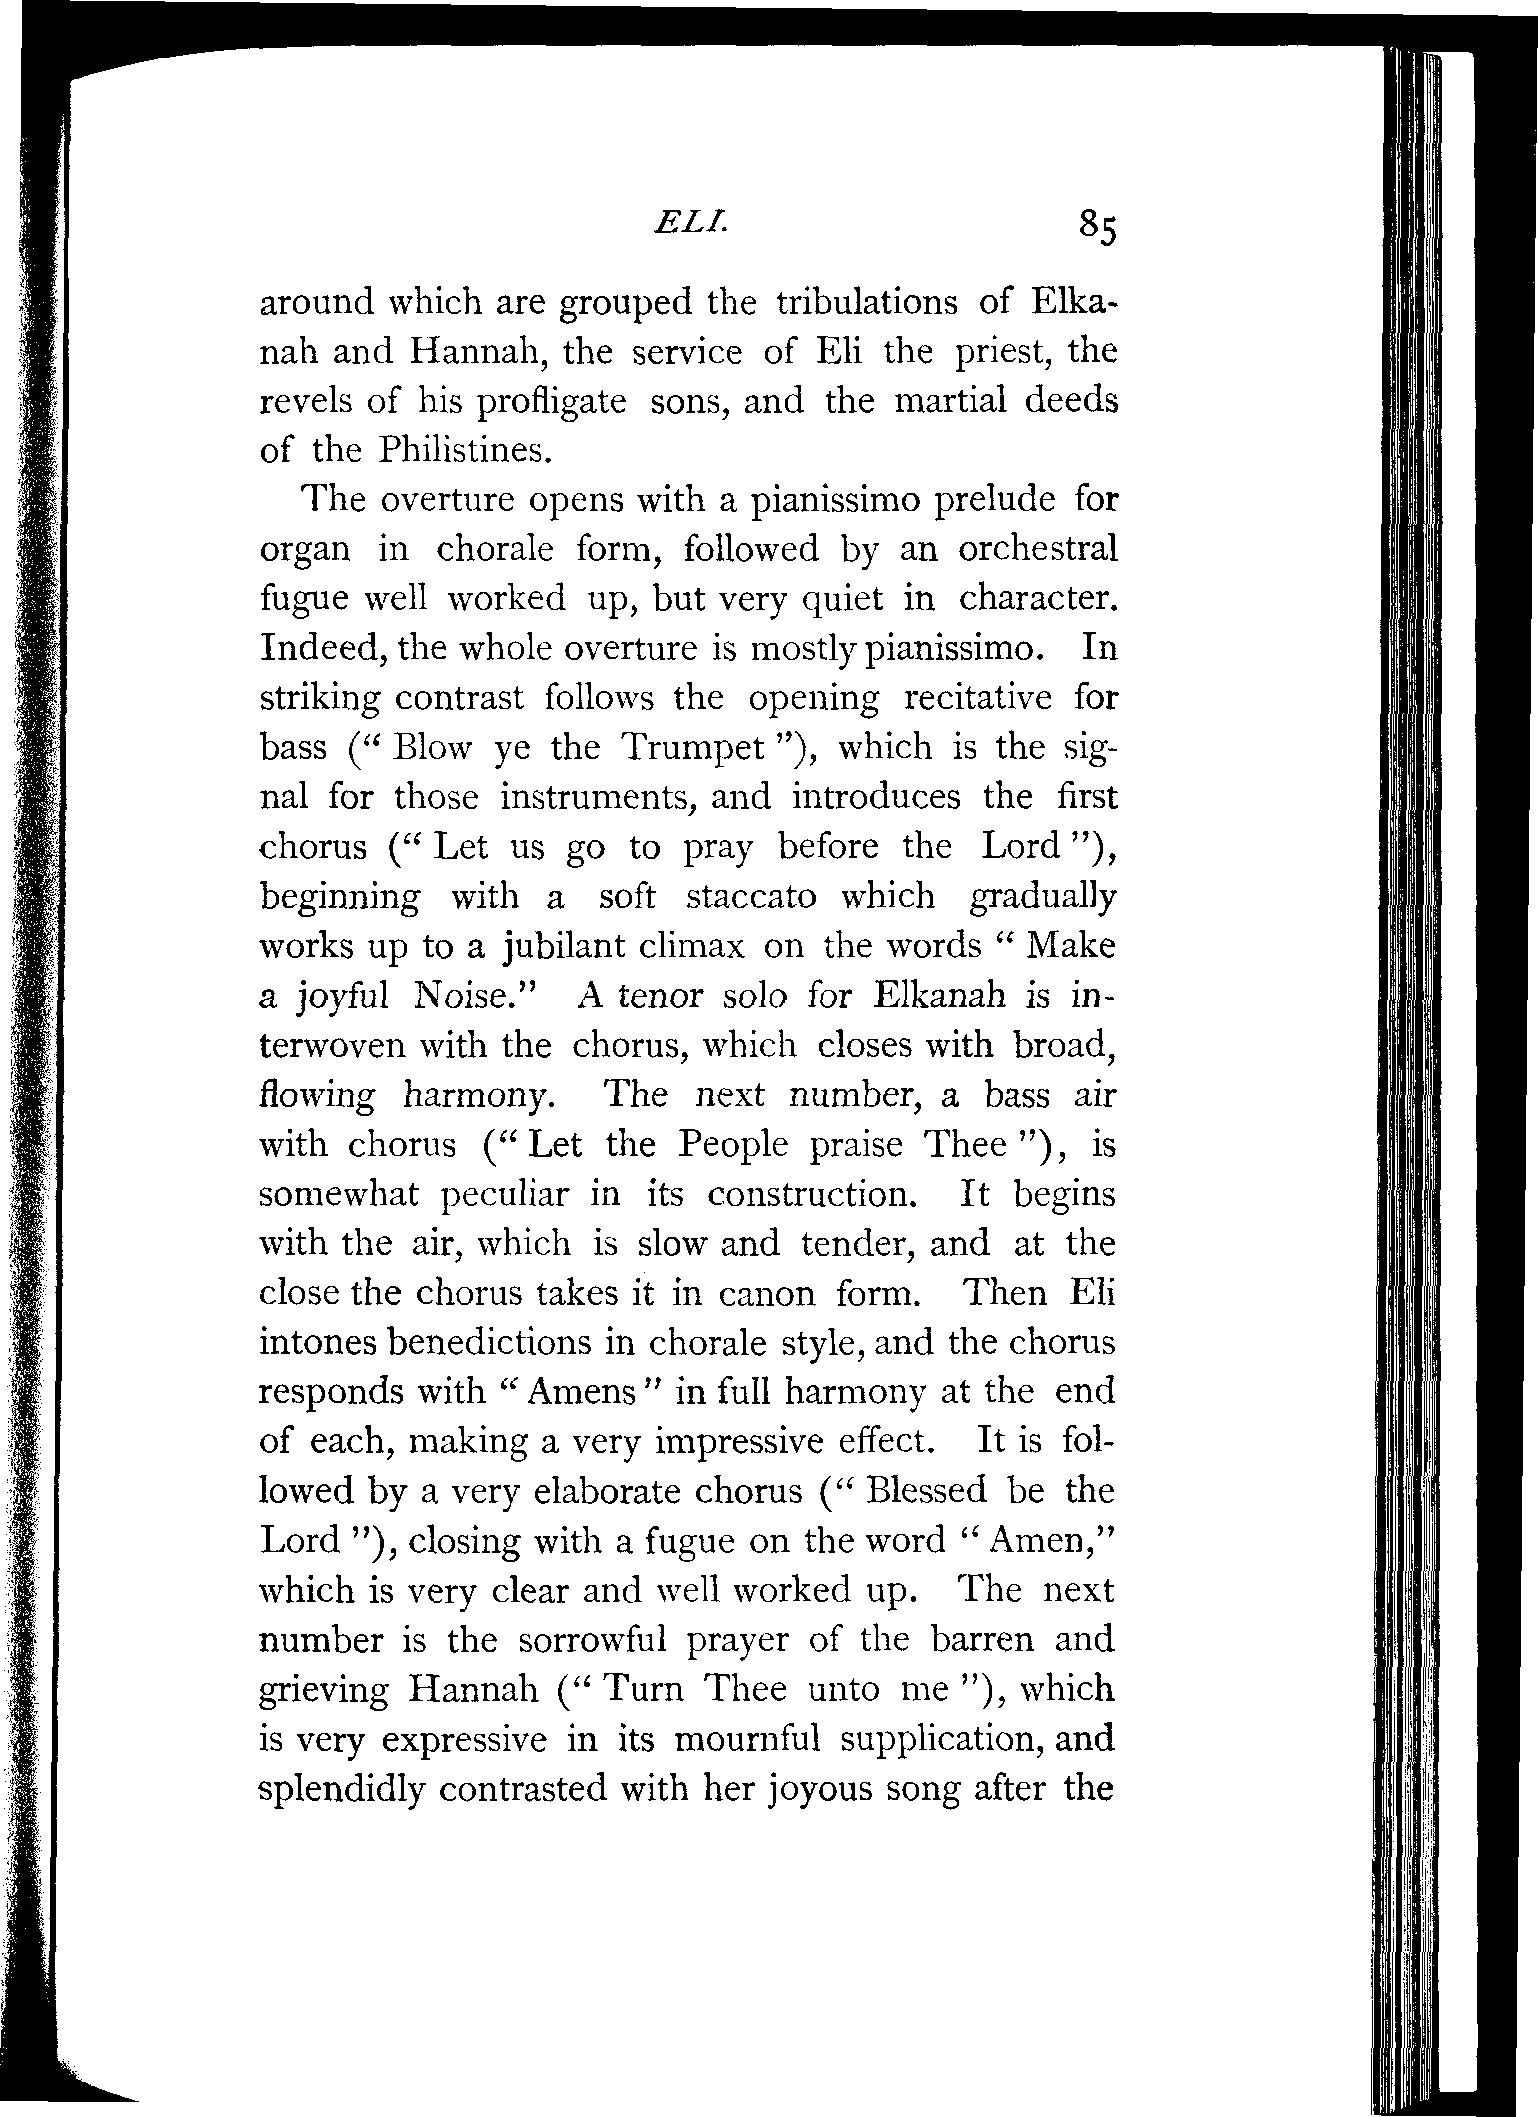 ELI. 85
around which are grouped the tribulations of Elka-
nah and Hannah, the service of Eli the priest, the
revels of his profligate sons, and the martial deeds
of the Philistines.
The overture opens with a pianissimo prelude for
organ in chorale form, followed by an orchestral
fugue well worked up, but very quiet in character.
Indeed, the whole overture is mostly pianissimo. In
striking contrast follows the opening recitative for
bass (“ Blow ye the Trumpet ”), which is the sig-
nal for those instruments, and introduces the first
chorus (“ Let us go to pray before the Lord ”),
beginning with a soft staccato which gradually
works up to a jubilant climax on the words “ Make
a joyful Noise.” A tenor solo for Elkanah is in-
terwoven with the chorus, which closes with broad,
flowing harmony. The next number, a bass air
with chorus (“ Let the People praise Thee ”), is
somewhat peculiar in its construction. It begins
with the air, which is slow and tender, and at the
close the chorus takes it in canon form. Then Eli
intones benedictions in chorale style, and the chorus
responds with “ Amens ” in full harmony at the end
of each, making a very impressive effect. It is fol-
lowed by a very elaborate chorus (“ Blessed be the
Lord ”), closing with a fugue on the word “ Amen,”
which is very clear and well worked up. The next
number is the sorrowful prayer of the barren and
grieving Hannah (“ Turn Thee unto me ”), which
is very expressive in its mournful supplication, and
splendidly contrasted with her joyous song after the